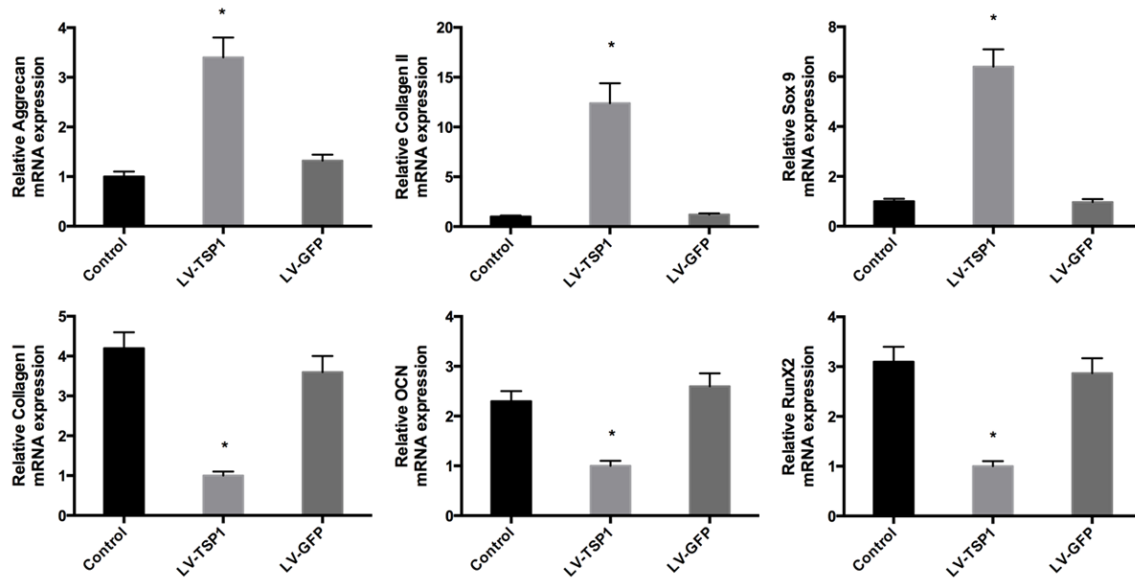 Relative Aggrecan
mRNA expression
4
3
2
1
0
*
Control
LV-TSP1
LV-GFP
Relative Collagen II
mRNA expression
20
15
10
5
0
*
Control
LV-TSP1
LV-GFP
Relative Sox 9
mRNA expression
8
6
4
2
0
*
Control
LV-TSP1
LV-GFP
Relative Collagen I
mRNA expression
5
4
3
2
1
0
*
Control
LV-TSP1
LV-GFP
Relative OCN
mRNA expression
4
3
2
1
0
*
Control
LV-TSP1
LV-GFP
Relative RunX2
mRNA expression
4
3
2
1
0
*
Control
LV-TSP1
LV-GFP